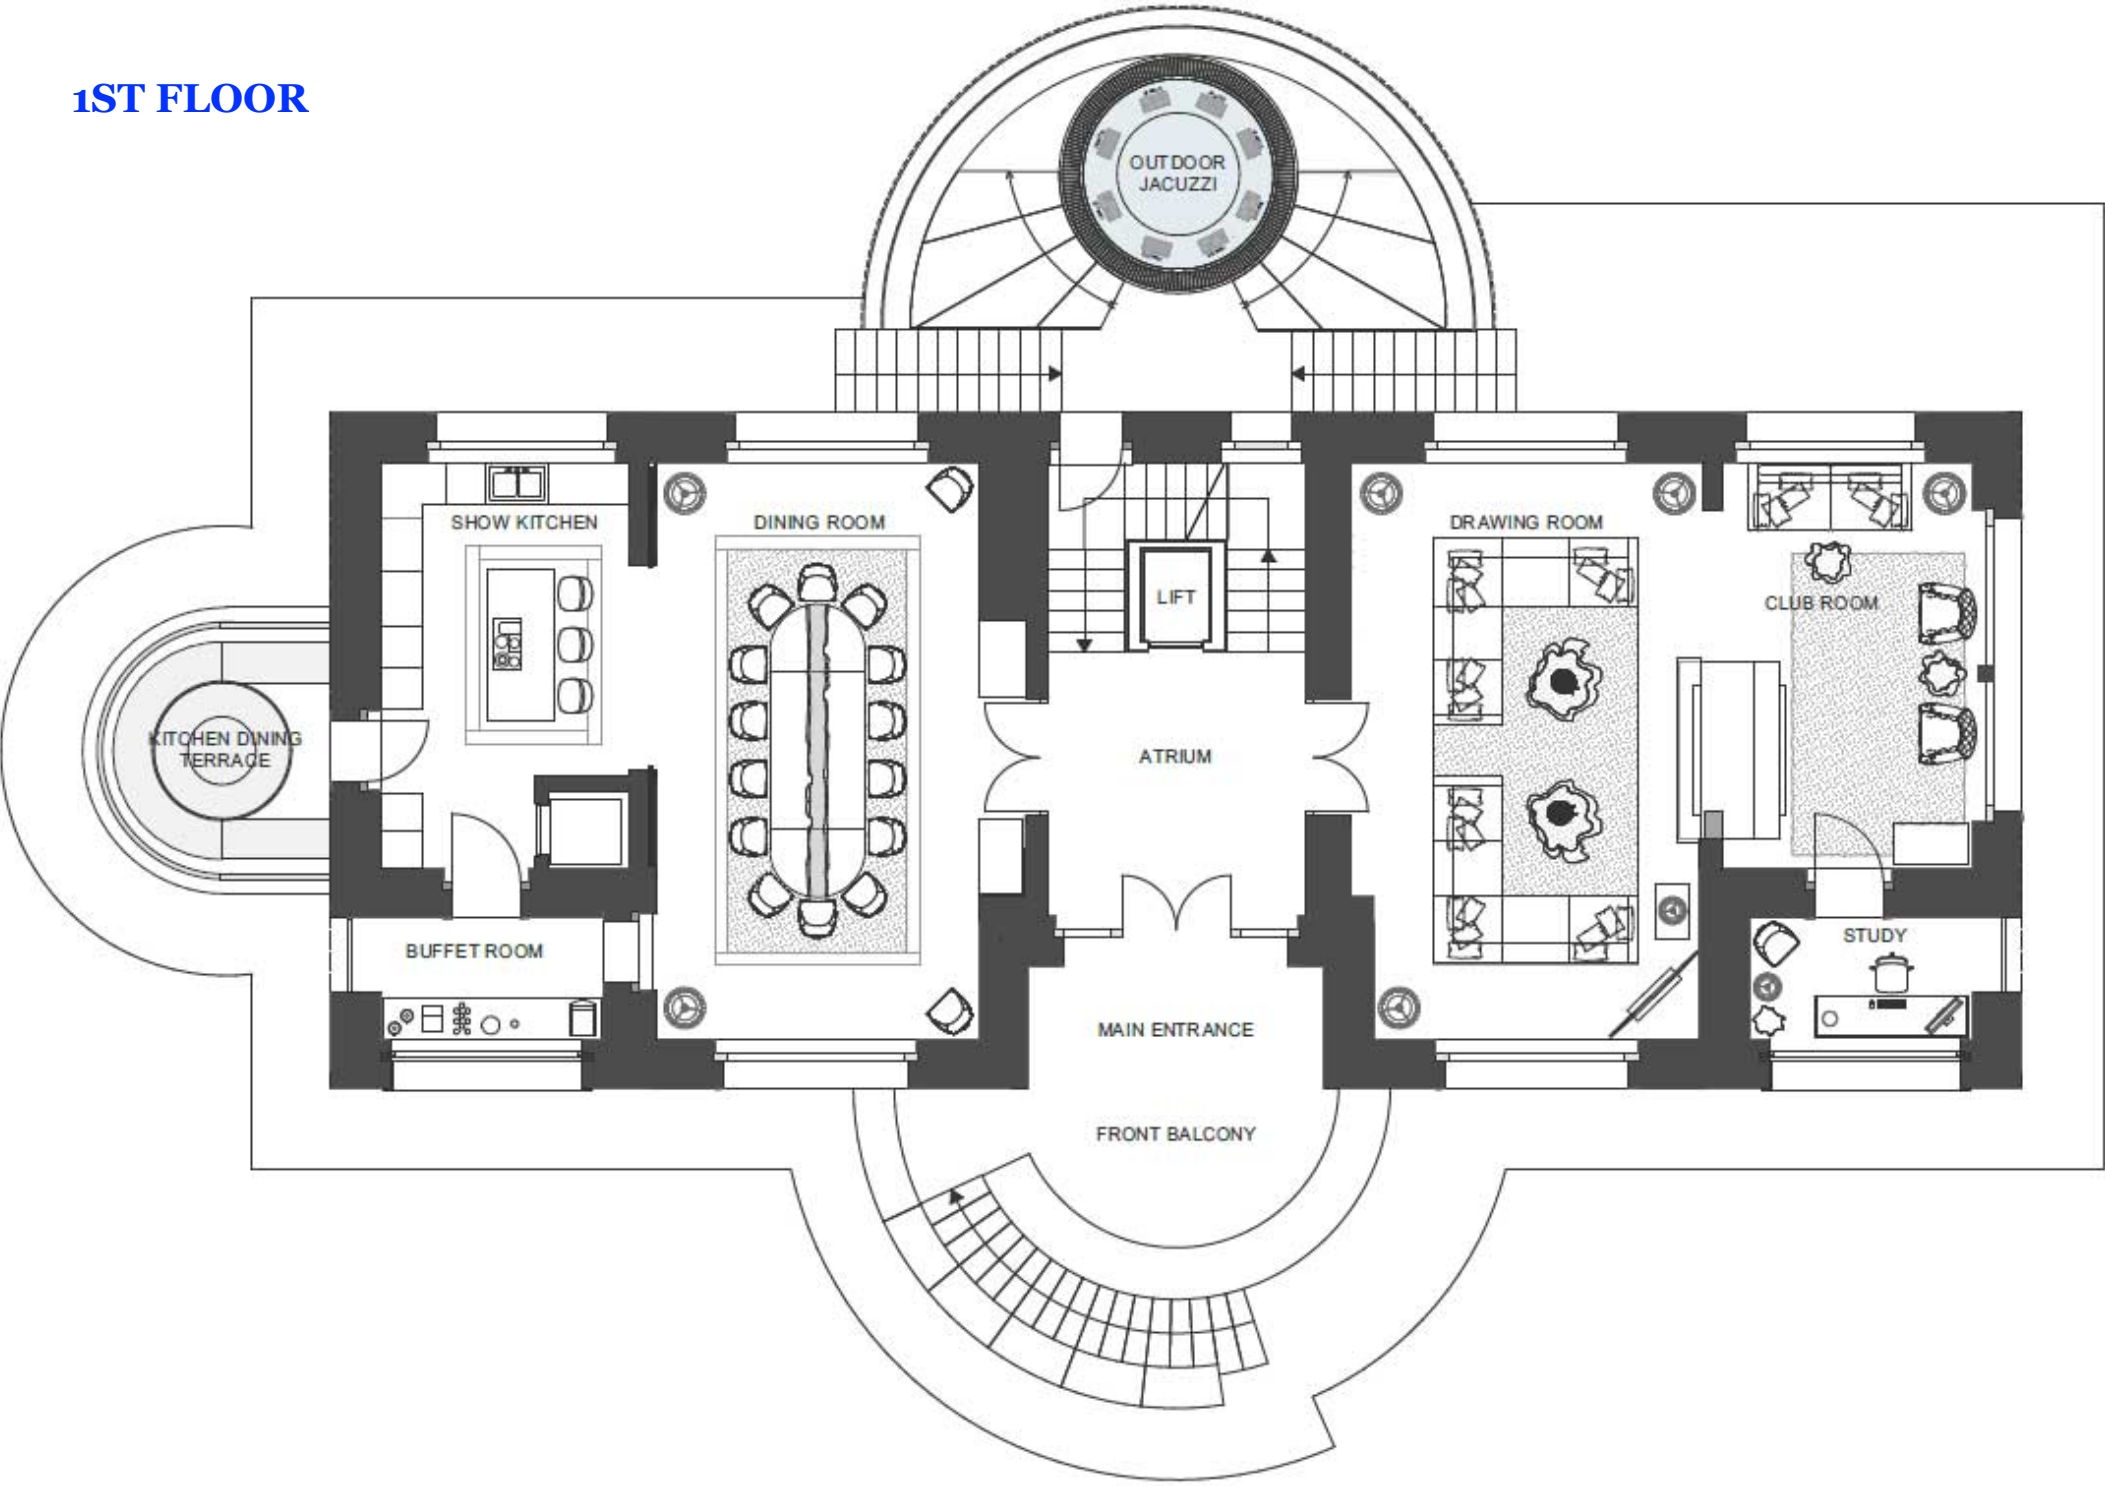 1ST FLOOR
OUTDOOR
JACUZZI
SHOW KITCHEN
DINING ROOM
DRAWING ROOM
LIFT
CLUB ROOM
KITCHEN DINING
TERRACE
ATRIUM
BUFFET ROOM
STUDY
MAIN ENTRANCE
FRONT BALCONY